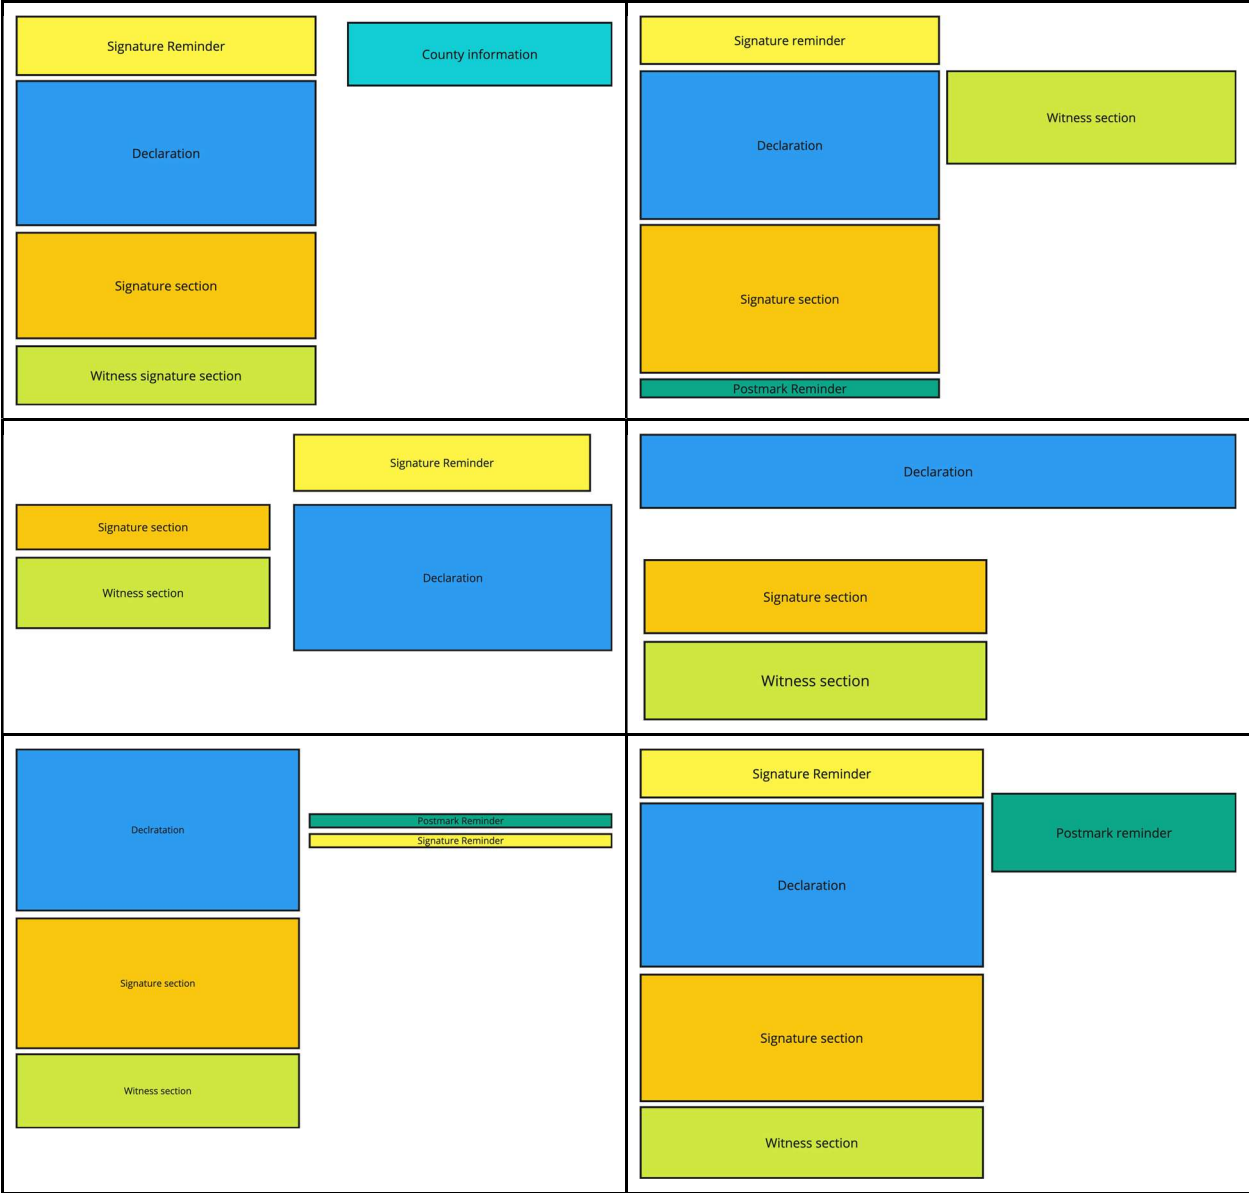 Signature Reminder
County information
Declaration
Signature section
Witness signature section
Signature reminder
Declaration
Witness section
Signature section
Postmark Reminder
Signature Reminder
Signature section
Witness section
Declaration
Declaration
Signature section
Witness section
Declratation
Postmark Reminder
Signature Reminder
Signature section
Witness section
Signature Reminder
Postmark reminder
Declaration
Signature section
Witness section